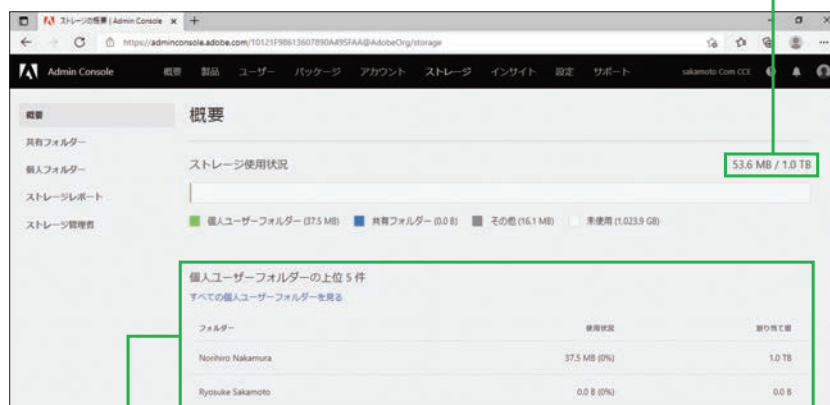 ストレージの概要 | Admin Console
https://adminconsole.adobe.com/10121F98613607890A495FAA@AdobeOrg/storage
Admin Console 概要 製品 ユーザー パッケージ アカウント ストレージ インサイト 設定 サポート sakamoto Com CCE
概要
共有フォルダー
個人フォルダー
ストレージレポート
ストレージ管理者
概要
ストレージ使用状況 53.6 MB / 1.0 TB
個人ユーザーフォルダー (37.5 MB) 共有フォルダー (0.0 B) その他 (16.1 MB) 未使用 (1,023.9 GB)
個人ユーザーフォルダーの上位 5 件
すべての個人ユーザーフォルダーを見る
フォルダー 使用状況 割り当て量
Norihiro Nakamura 37.5 MB (0%) 1.0 TB
Ryosuke Sakamoto 0.0 B (0%) 0.0 B